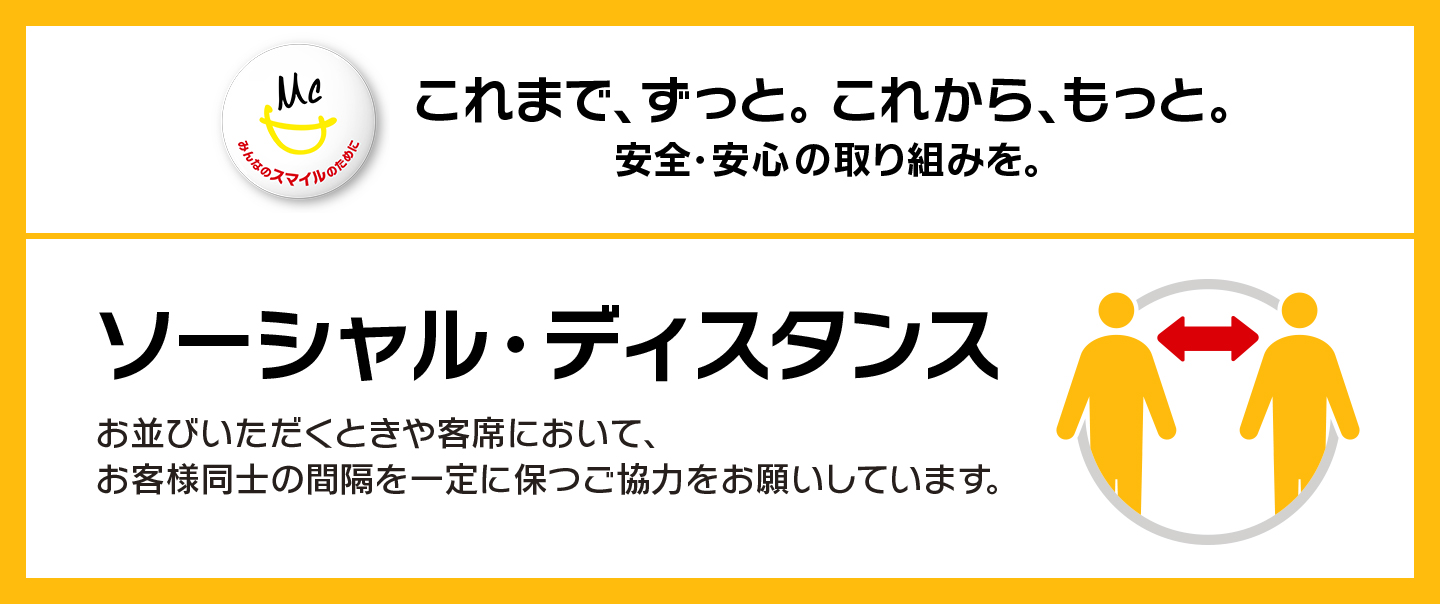 Mc
みんなのスマイルのために
これまで、ずっと。これから、もっと。
安全・安心の取り組みを。
ソーシャル・ディスタンス
お並びいただくときや客席において、
お客様同士の間隔を一定に保つご協力をお願いしています。